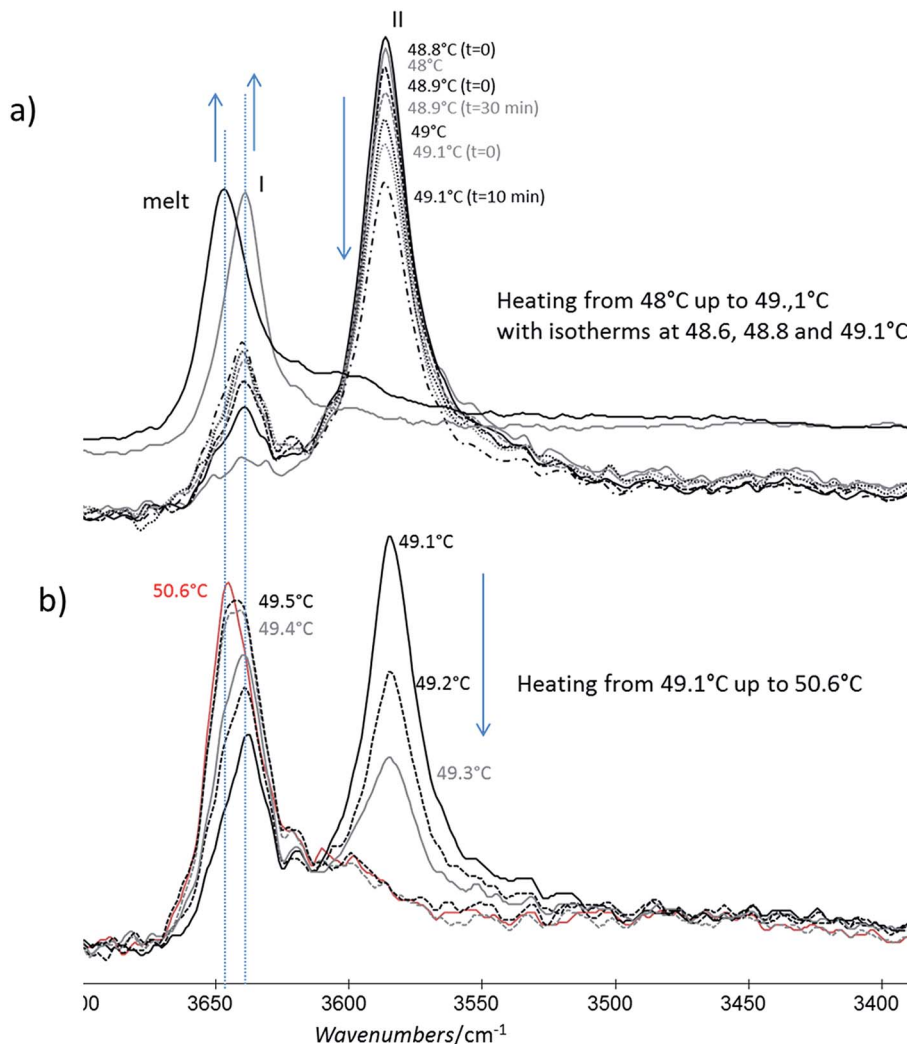 II
48.8°C (t=0)
48°C
a)
48.9°C (t=0)
48.9°C (t=30 min)
49°C
49.1°C (t=0)
I
melt
49.1°C (t=10 min)
Heating from 48°C up to 49.,1°C
with isotherms at 48.6, 48.8 and 49.1°C
49.1°C
b)
50.6°C
49.5°C
49.4°C
49.2°C
Heating from 49.1°C up to 50.6°C
49.3°C
00 3650 3600 3550 3500 3450 3400
Wavenumbers/cm⁻¹